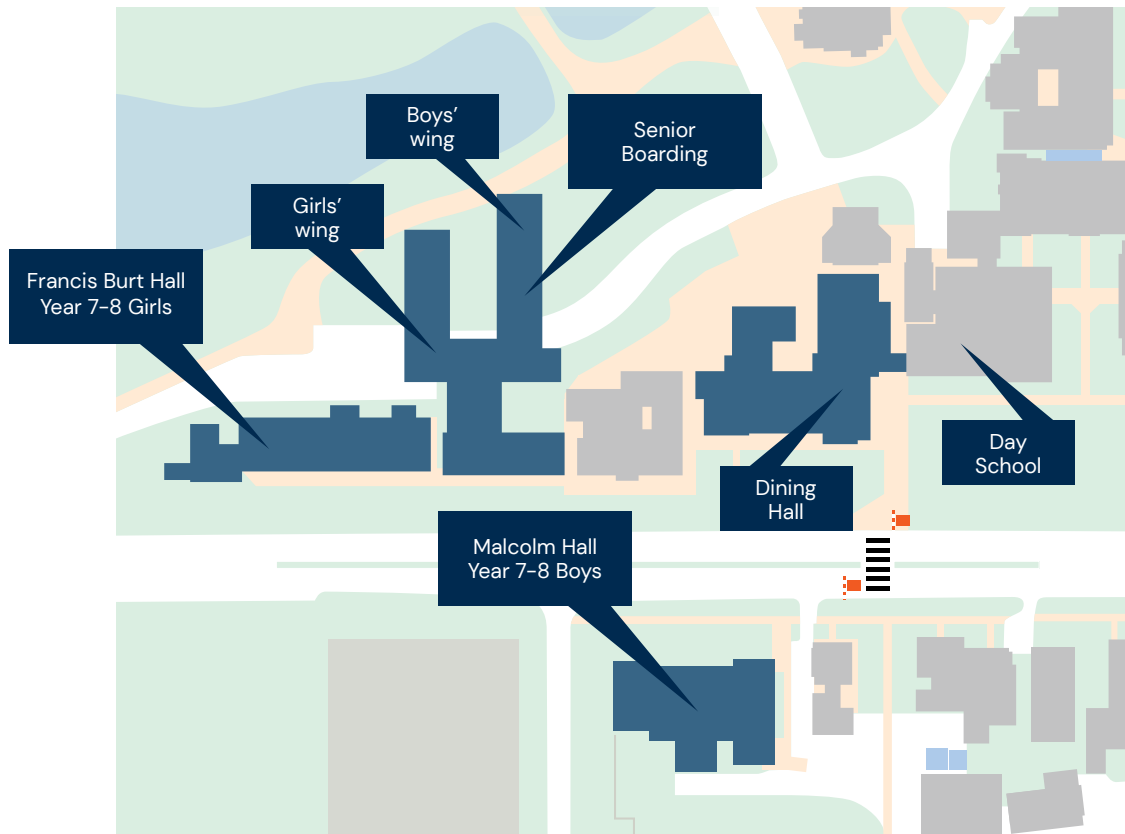 Boys’
wing
Senior
Boarding
Girls’
wing
Francis Burt Hall
Year 7-8 Girls
Day
School
Dining
Hall
Malcolm Hall
Year 7-8 Boys